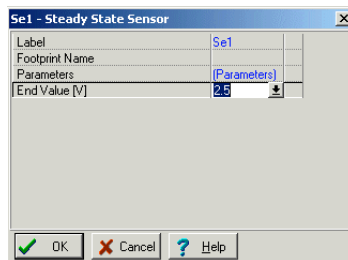 Se1 - Steady State Sensor
Label Se1
Footprint Name
Parameters (Parameters)
End Value [V] 2.5
OK Cancel ? Help